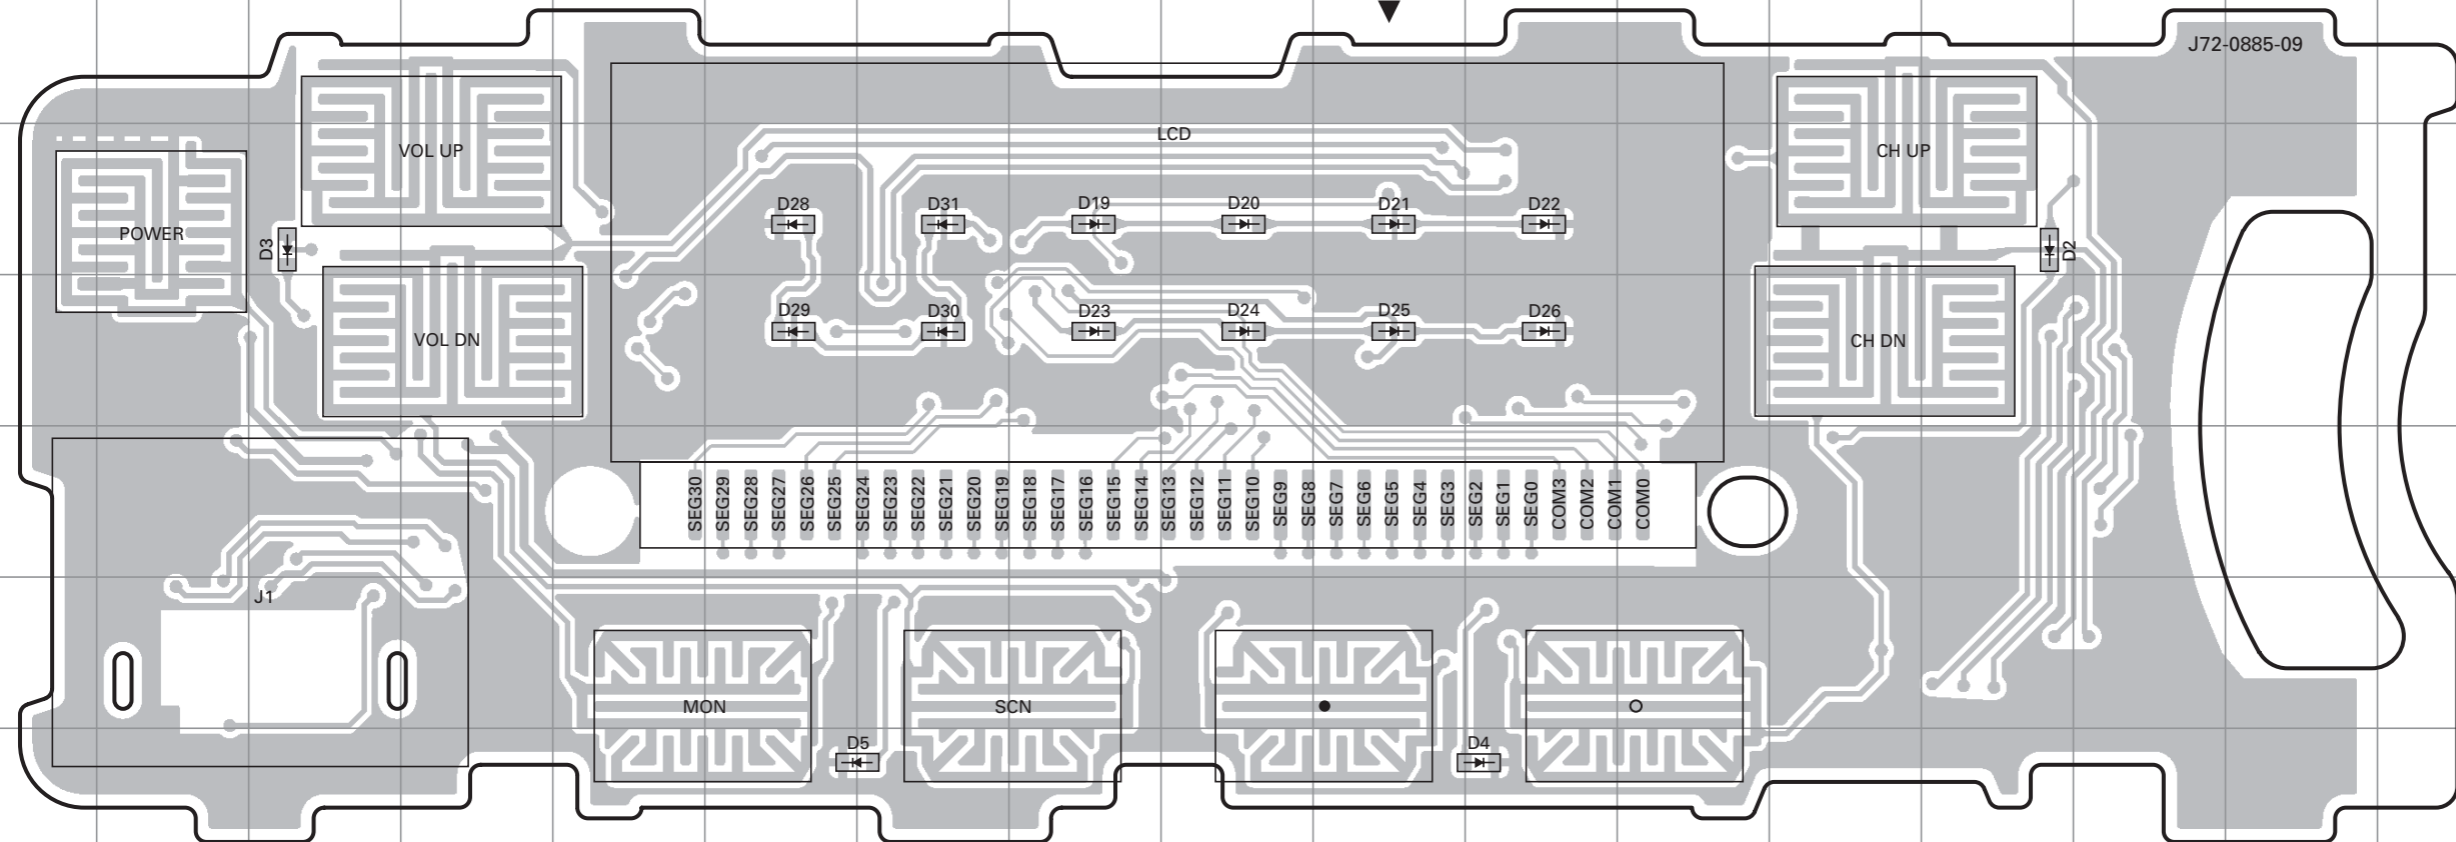 J72-0885-09
LCD
VOL UP
CH UP
D28
D31
D19
D20
D21
D22
POWER
D3
D2
D29
D30
D23
D24
D25
D26
VOL DN
CH DN
SEG30
SEG29
SEG28
SEG27
SEG26
SEG25
SEG24
SEG23
SEG22
SEG21
SEG20
SEG19
SEG18
SEG17
SEG16
SEG15
SEG14
SEG13
SEG12
SEG11
SEG10
SEG9
SEG8
SEG7
SEG6
SEG5
SEG4
SEG3
SEG2
SEG1
SEG0
COM3
COM2
COM1
COM0
J1
MON
SCN
D5
D4